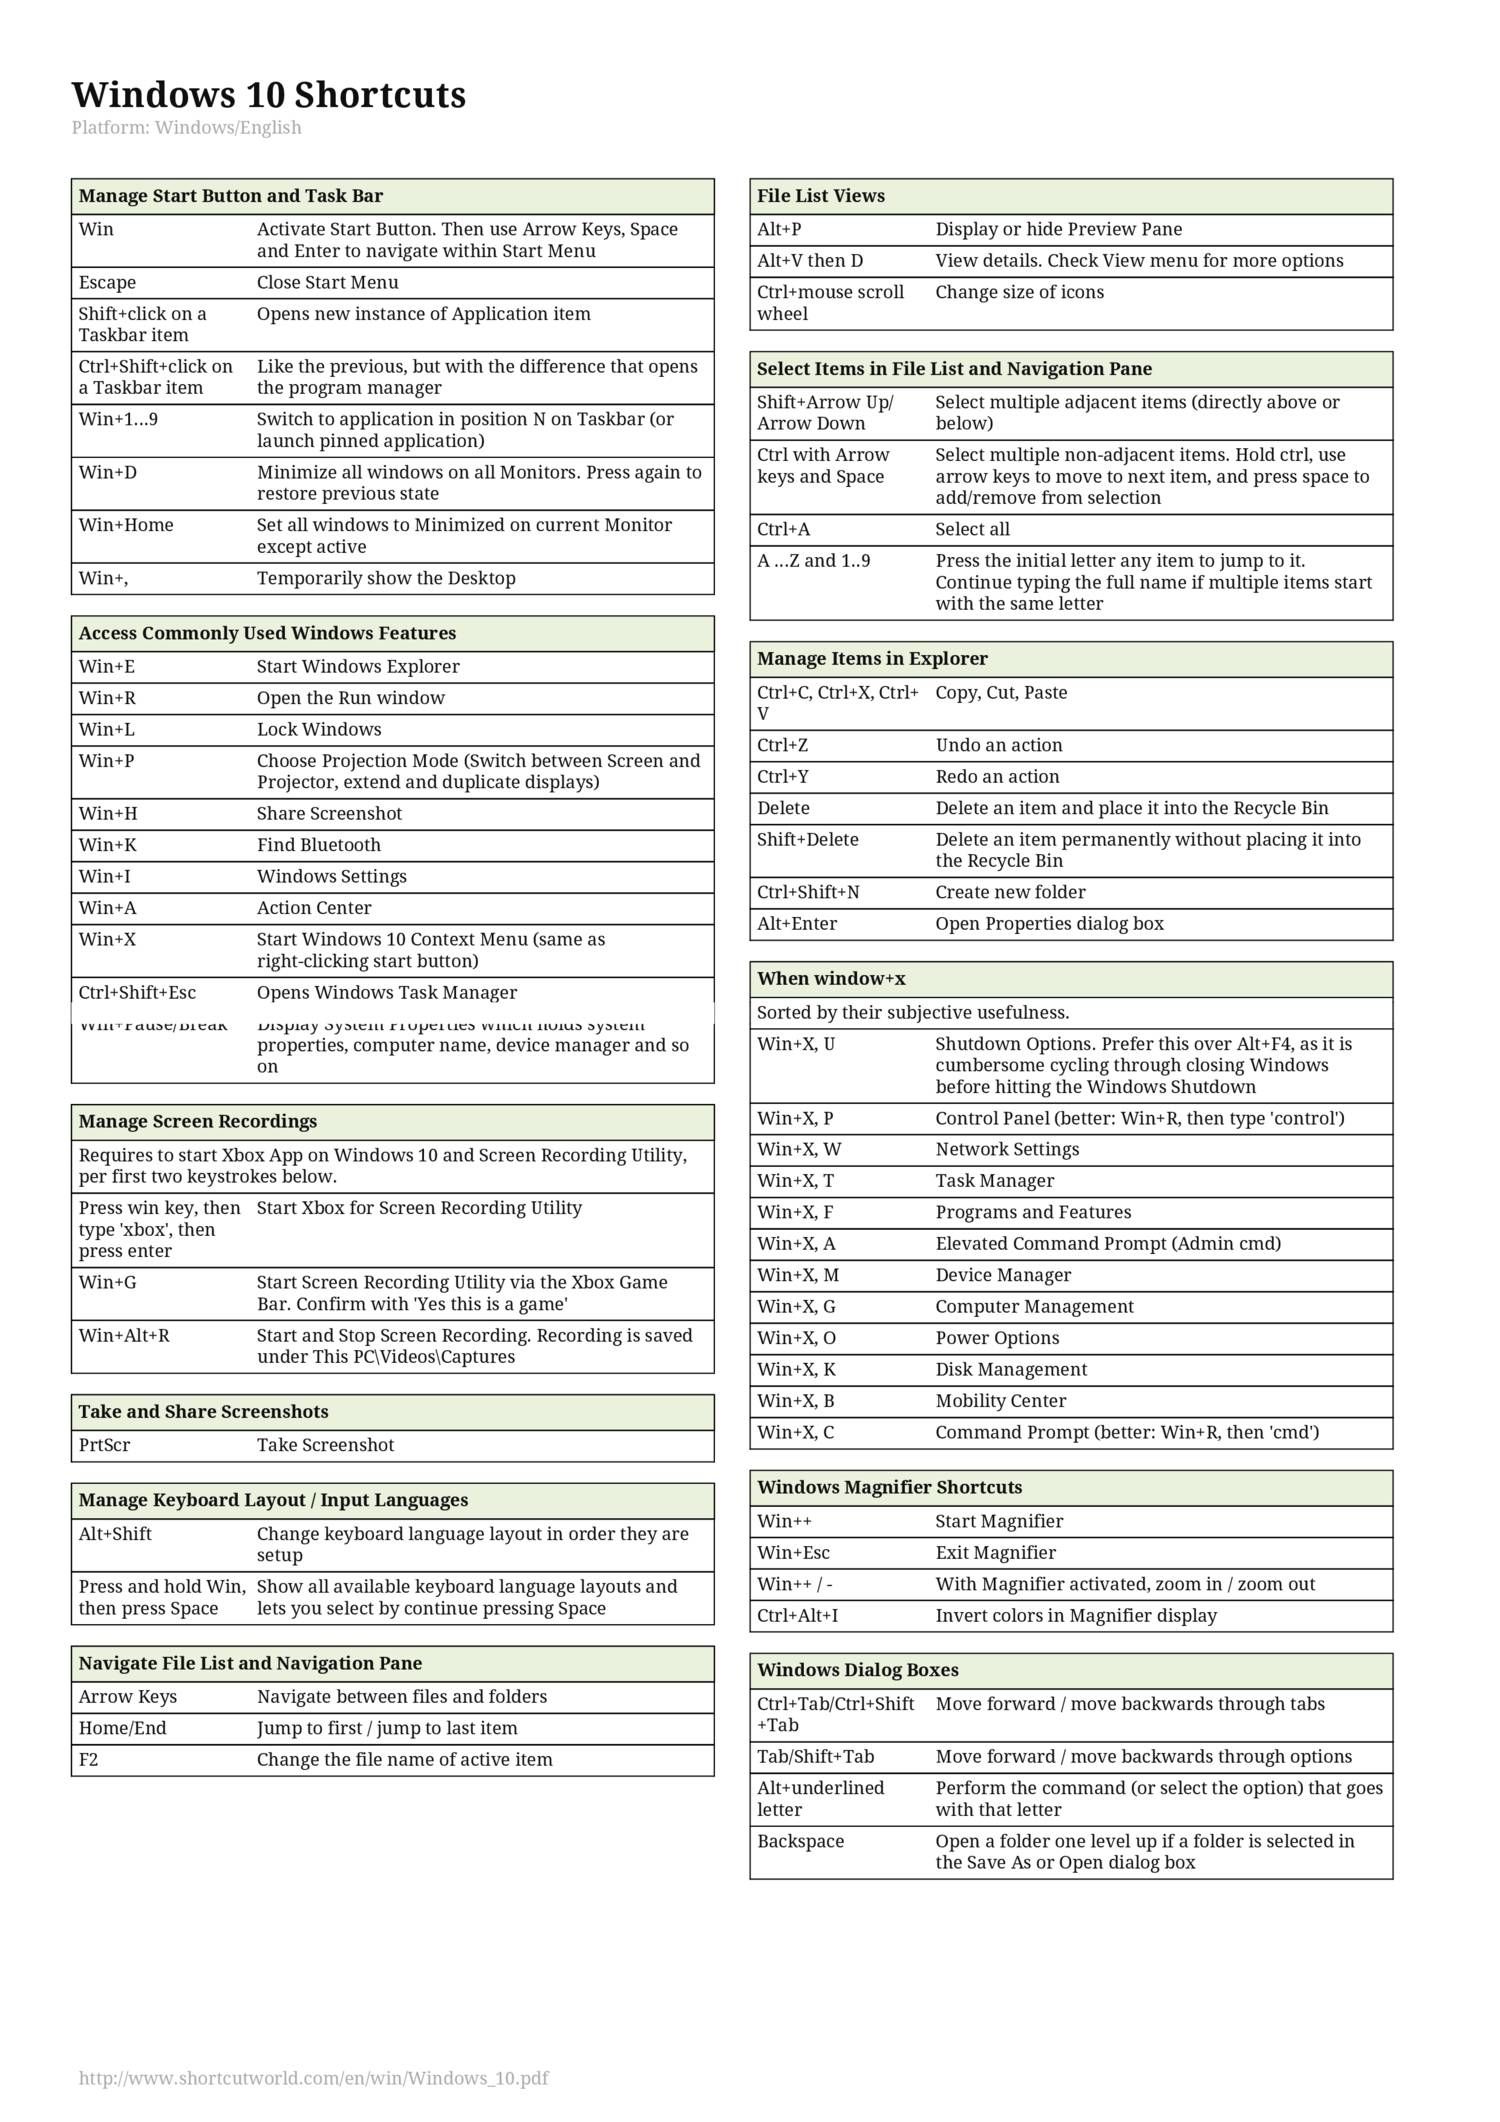 Windows 10 Shortcuts
Platform: Windows/English
Manage Start Button and Task Bar
Win Activate Start Button. Then use Arrow Keys, Space
and Enter to navigate within Start Menu
Escape Close Start Menu
Shift+click on a Opens new instance of Application item
Taskbar item
Ctrl+Shift+click on Like the previous, but with the difference that opens
a Taskbar item the program manager
Win+1...9 Switch to application in position N on Taskbar (or
launch pinned application)
Win+D Minimize all windows on all Monitors. Press again to
restore previous state
Win+Home Set all windows to Minimized on current Monitor
except active
Win+, Temporarily show the Desktop
Access Commonly Used Windows Features
Win+E Start Windows Explorer
Win+R Open the Run window
Win+L Lock Windows
Win+P Choose Projection Mode (Switch between Screen and
Projector, extend and duplicate displays)
Win+H Share Screenshot
Win+K Find Bluetooth
Win+I Windows Settings
Win+A Action Center
Win+X Start Windows 10 Context Menu (same as
right-clicking start button)
Ctrl+Shift+Esc Opens Windows Task Manager
Win+Pause/Break Display System Properties which holds system
properties, computer name, device manager and so
on
Manage Screen Recordings
Requires to start Xbox App on Windows 10 and Screen Recording Utility,
per first two keystrokes below.
Press win key, then Start Xbox for Screen Recording Utility
type 'xbox', then
press enter
Win+G Start Screen Recording Utility via the Xbox Game
Bar. Confirm with 'Yes this is a game'
Win+Alt+R Start and Stop Screen Recording. Recording is saved
under This PC\Videos\Captures
Take and Share Screenshots
PrtScr Take Screenshot
Manage Keyboard Layout / Input Languages
Alt+Shift Change keyboard language layout in order they are
setup
Press and hold Win, Show all available keyboard language layouts and
then press Space lets you select by continue pressing Space
Navigate File List and Navigation Pane
Arrow Keys Navigate between files and folders
Home/End Jump to first / jump to last item
F2 Change the file name of active item
File List Views
Alt+P Display or hide Preview Pane
Alt+V then D View details. Check View menu for more options
Ctrl+mouse scroll Change size of icons
wheel
Select Items in File List and Navigation Pane
Shift+Arrow Up/ Select multiple adjacent items (directly above or
Arrow Down below)
Ctrl with Arrow Select multiple non-adjacent items. Hold ctrl, use
keys and Space arrow keys to move to next item, and press space to
add/remove from selection
Ctrl+A Select all
A ...Z and 1..9 Press the initial letter any item to jump to it.
Continue typing the full name if multiple items start
with the same letter
Manage Items in Explorer
Ctrl+C, Ctrl+X, Ctrl+ Copy, Cut, Paste
V
Ctrl+Z Undo an action
Ctrl+Y Redo an action
Delete Delete an item and place it into the Recycle Bin
Shift+Delete Delete an item permanently without placing it into
the Recycle Bin
Ctrl+Shift+N Create new folder
Alt+Enter Open Properties dialog box
When window+x
Sorted by their subjective usefulness.
Win+X, U Shutdown Options. Prefer this over Alt+F4, as it is
cumbersome cycling through closing Windows
before hitting the Windows Shutdown
Win+X, P Control Panel (better: Win+R, then type 'control')
Win+X, W Network Settings
Win+X, T Task Manager
Win+X, F Programs and Features
Win+X, A Elevated Command Prompt (Admin cmd)
Win+X, M Device Manager
Win+X, G Computer Management
Win+X, O Power Options
Win+X, K Disk Management
Win+X, B Mobility Center
Win+X, C Command Prompt (better: Win+R, then 'cmd')
Windows Magnifier Shortcuts
Win++ Start Magnifier
Win+Esc Exit Magnifier
Win++ / - With Magnifier activated, zoom in / zoom out
Ctrl+Alt+I Invert colors in Magnifier display
Windows Dialog Boxes
Ctrl+Tab/Ctrl+Shift Move forward / move backwards through tabs
+Tab
Tab/Shift+Tab Move forward / move backwards through options
Alt+underlined Perform the command (or select the option) that goes
letter with that letter
Backspace Open a folder one level up if a folder is selected in
the Save As or Open dialog box
http://www.shortcutworld.com/en/win/Windows_10.pdf